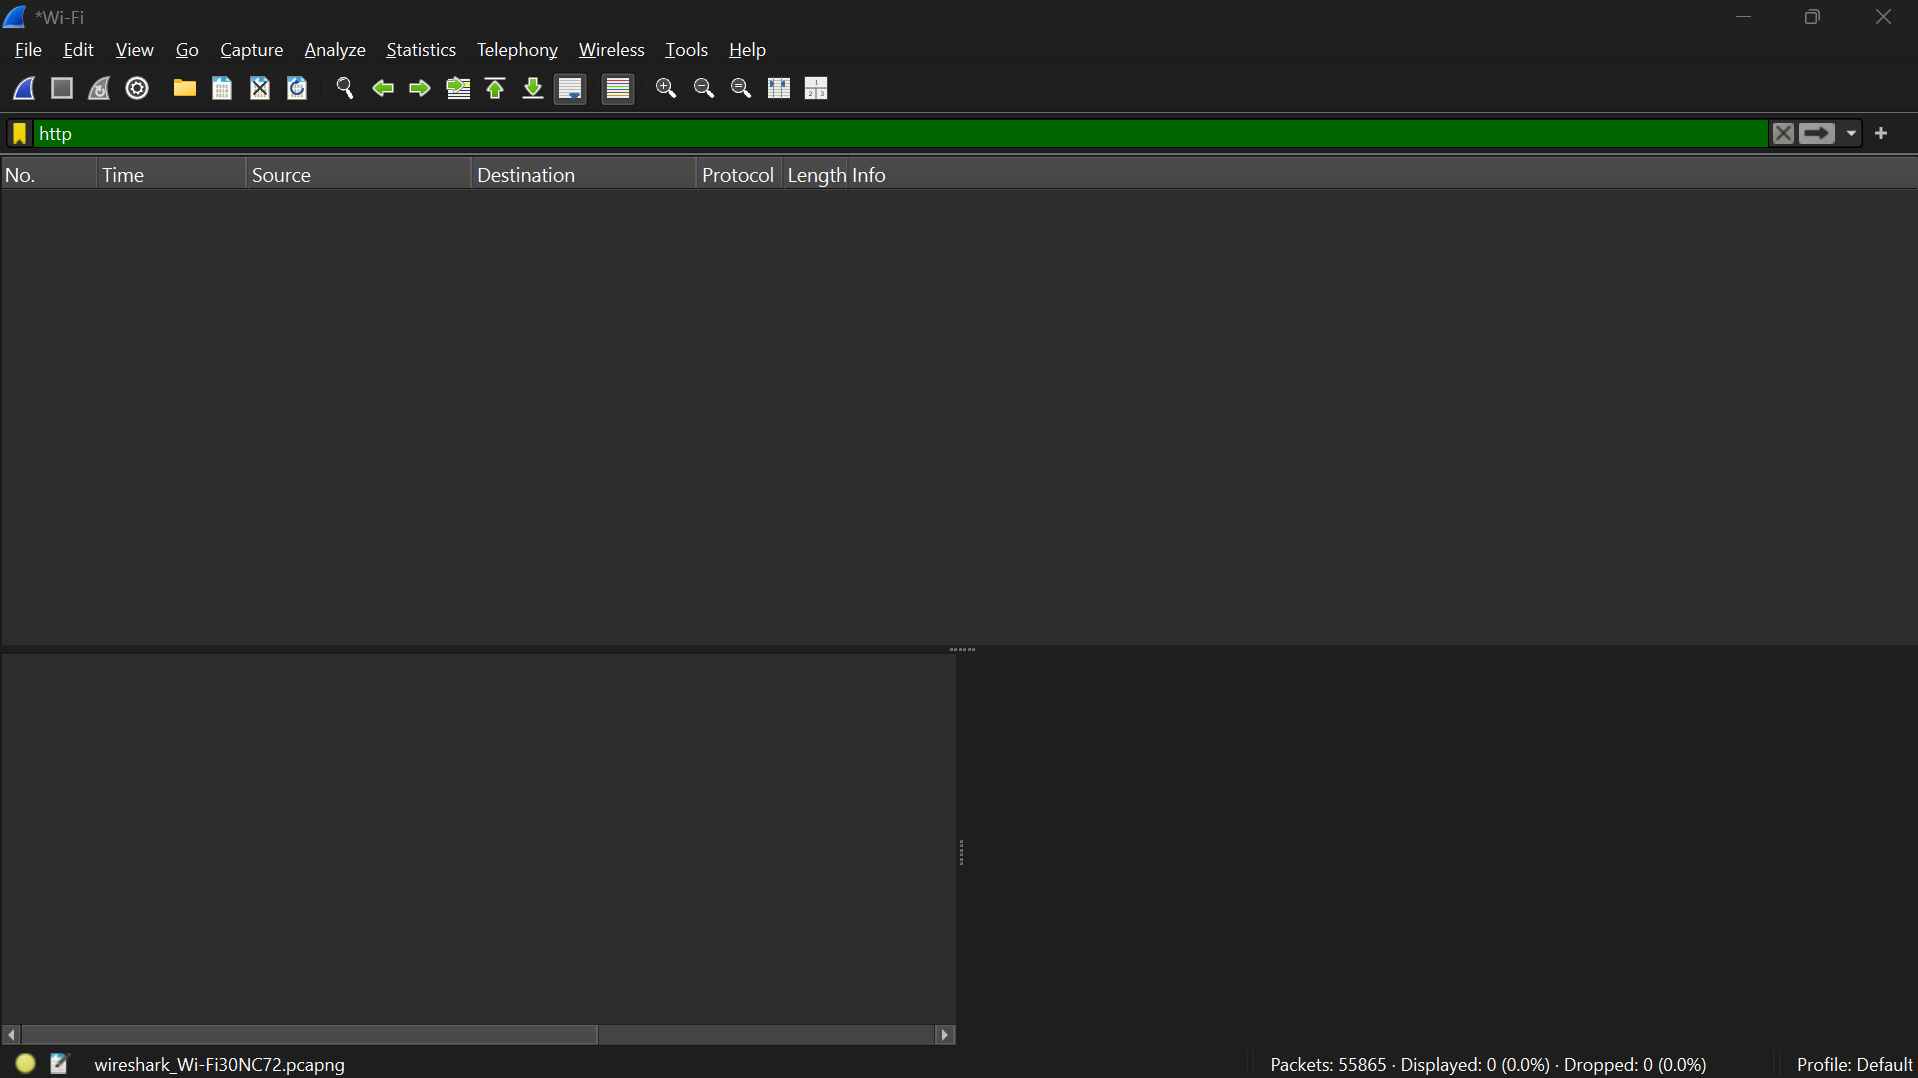 *Wi-Fi
File Edit View Go Capture Analyze Statistics Telephony Wireless Tools Help
http
No. Time Source Destination Protocol Length Info
wireshark_Wi-Fi30NC72.pcapng Packets: 55865 · Displayed: 0 (0.0%) · Dropped: 0 (0.0%) Profile: Default